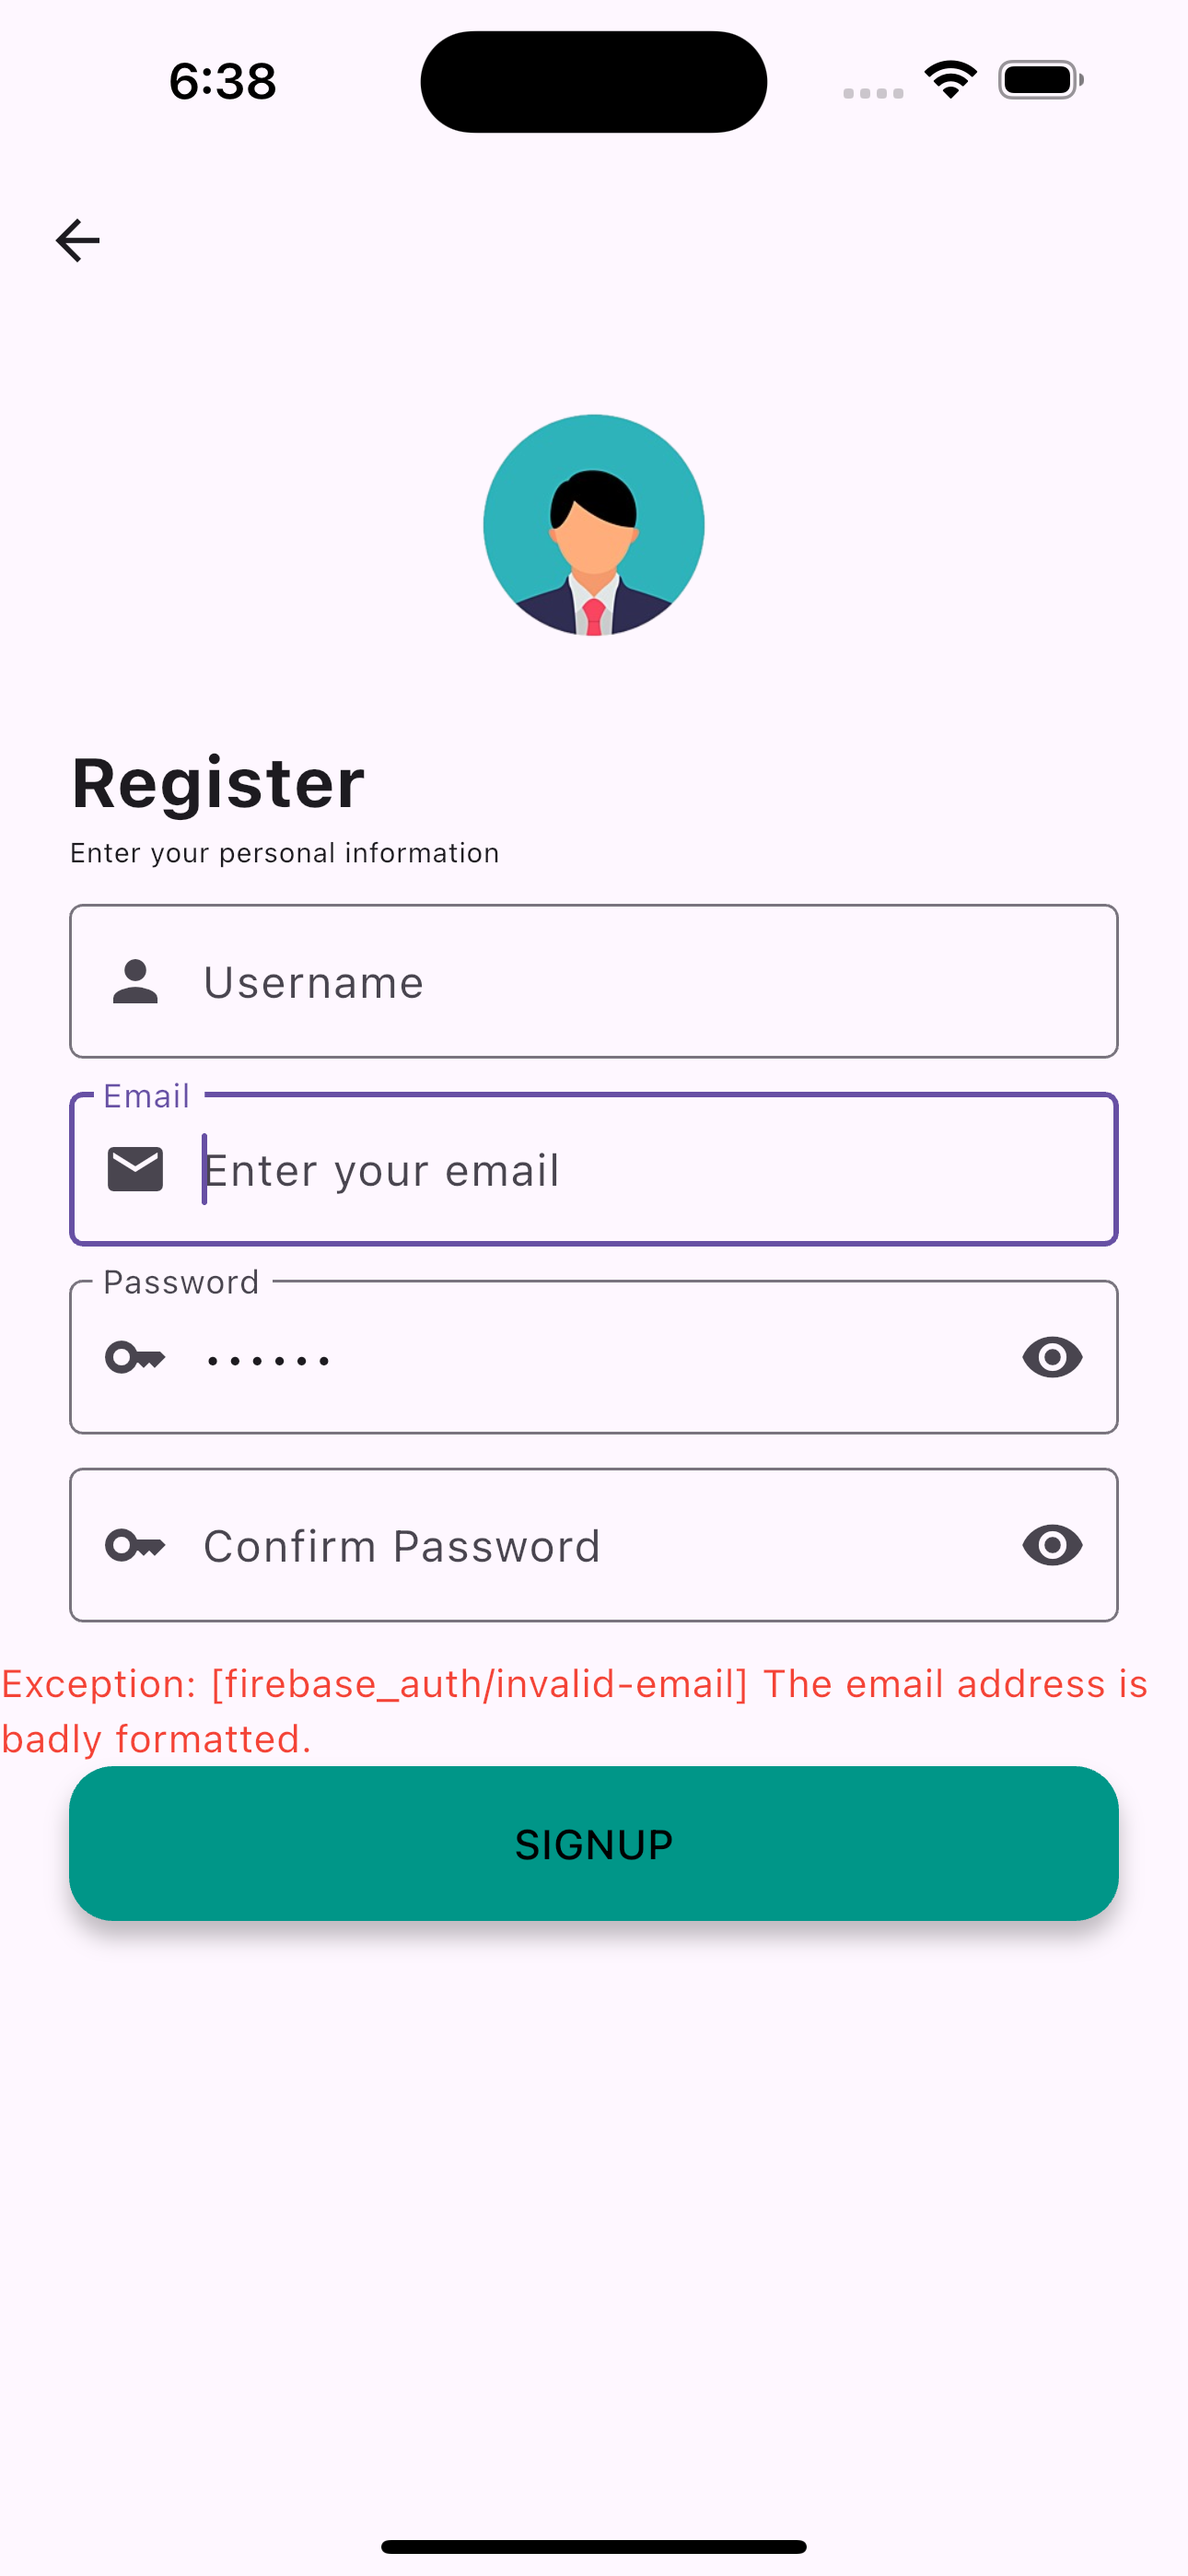 6:38
Register
Enter your personal information
Username
Email
Enter your email
Password
••••••
Confirm Password
Exception: [firebase_auth/invalid-email] The email address is
badly formatted.
SIGNUP